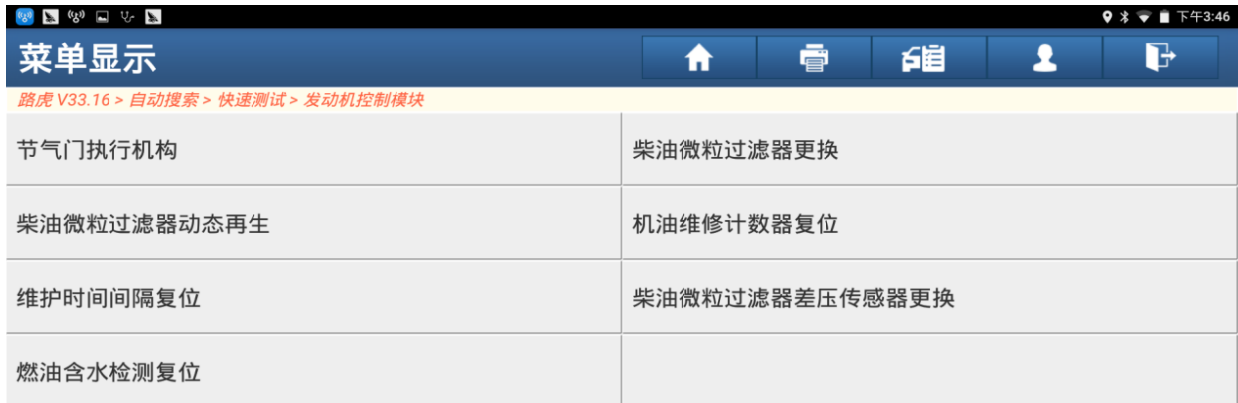 下午3:46
菜单显示
路虎 V33.16 > 自动搜索 > 快速测试 > 发动机控制模块
节气门执行机构
柴油微粒过滤器更换
柴油微粒过滤器动态再生
机油维修计数器复位
维护时间间隔复位
柴油微粒过滤器差压传感器更换
燃油含水检测复位